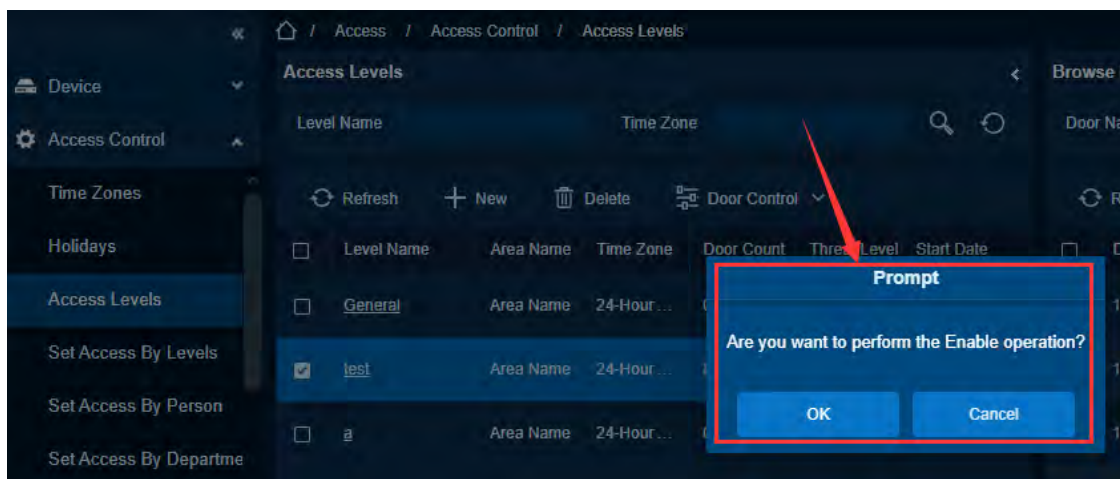 « / Access / Access Control / Access Levels
Device
Access Control
Time Zones
Holidays
Access Levels
Set Access By Levels
Set Access By Person
Set Access By Departme
Access Levels
Level Name Time Zone
Refresh New Delete Door Control
Level Name Area Name Time Zone Door Count Threat Level Start Date
General Area Name 24-Hour...
test Area Name 24-Hour...
a Area Name 24-Hour...
Browse
Door Na
R
Prompt
Are you want to perform the Enable operation?
OK Cancel